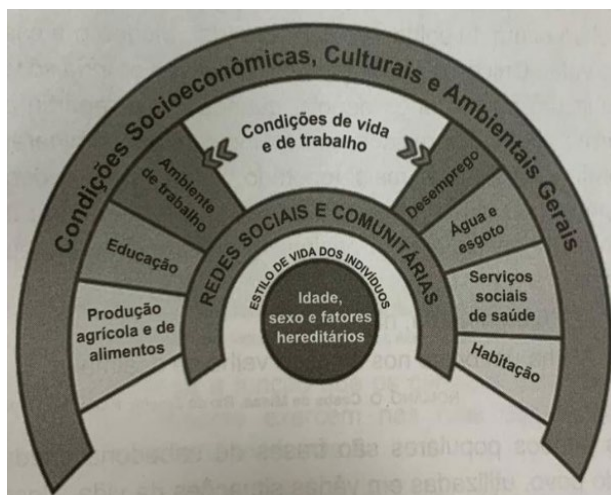 Condições Socioeconômicas, Culturais e Ambientais Gerais
Condições de vida
e de trabalho
Ambiente
de trabalho
Educação
Produção
agrícola e de
alimentos
Desemprego
Água e
esgoto
Serviços
sociais
de saúde
Habitação
REDES SOCIAIS E COMUNITÁRIAS
ESTILO DE VIDA DOS INDIVÍDUOS
Idade,
sexo e fatores
hereditários